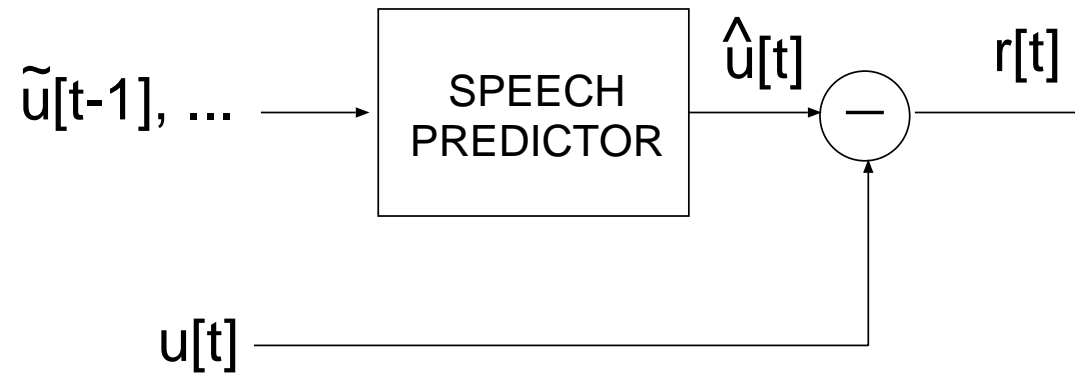 ũ[t-1], ...
SPEECH
PREDICTOR
û[t]
−
r[t]
u[t]